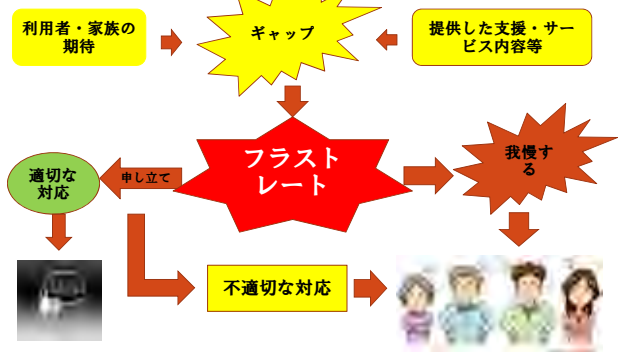 利用者・家族の
期待
ギャップ
提供した支援・サー
ビス内容等
フラスト
レート
我慢す
る
適切な
対応
申し立て
不適切な対応